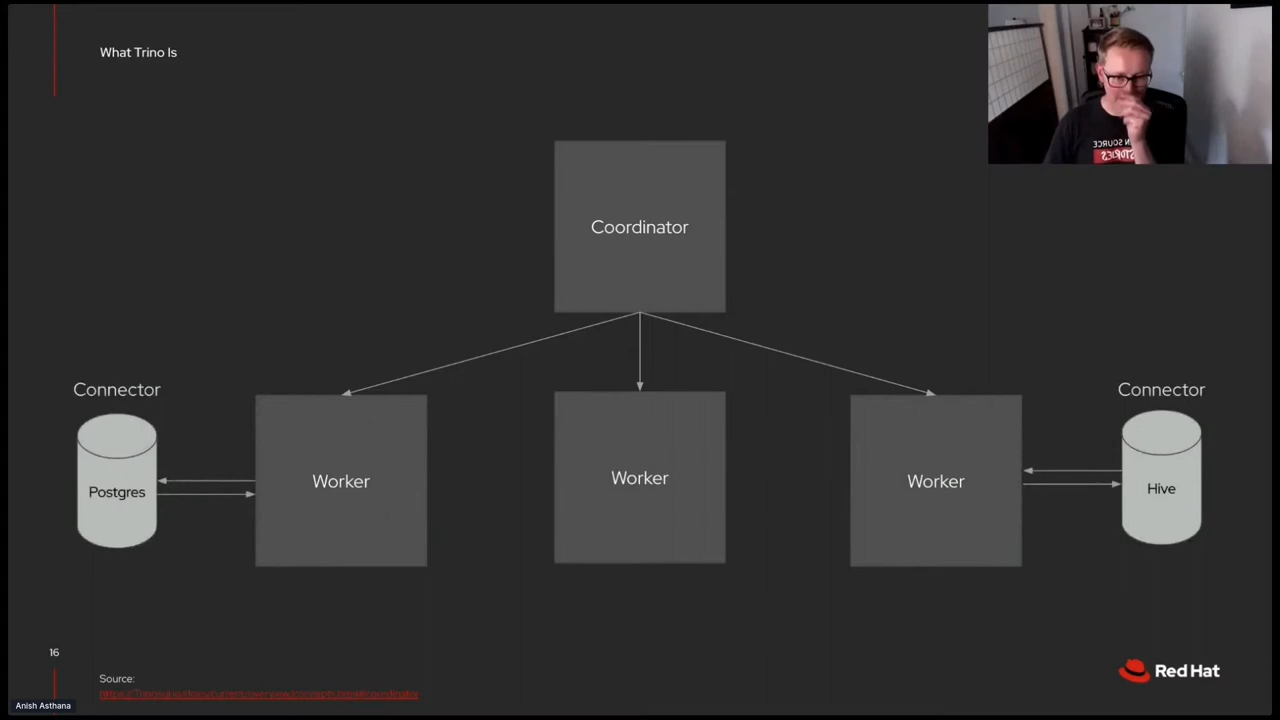 What Trino Is
Coordinator
Connector
Connector
Postgres
Worker
Worker
Worker
Hive
16
Source:
Red Hat
Anish Asthana